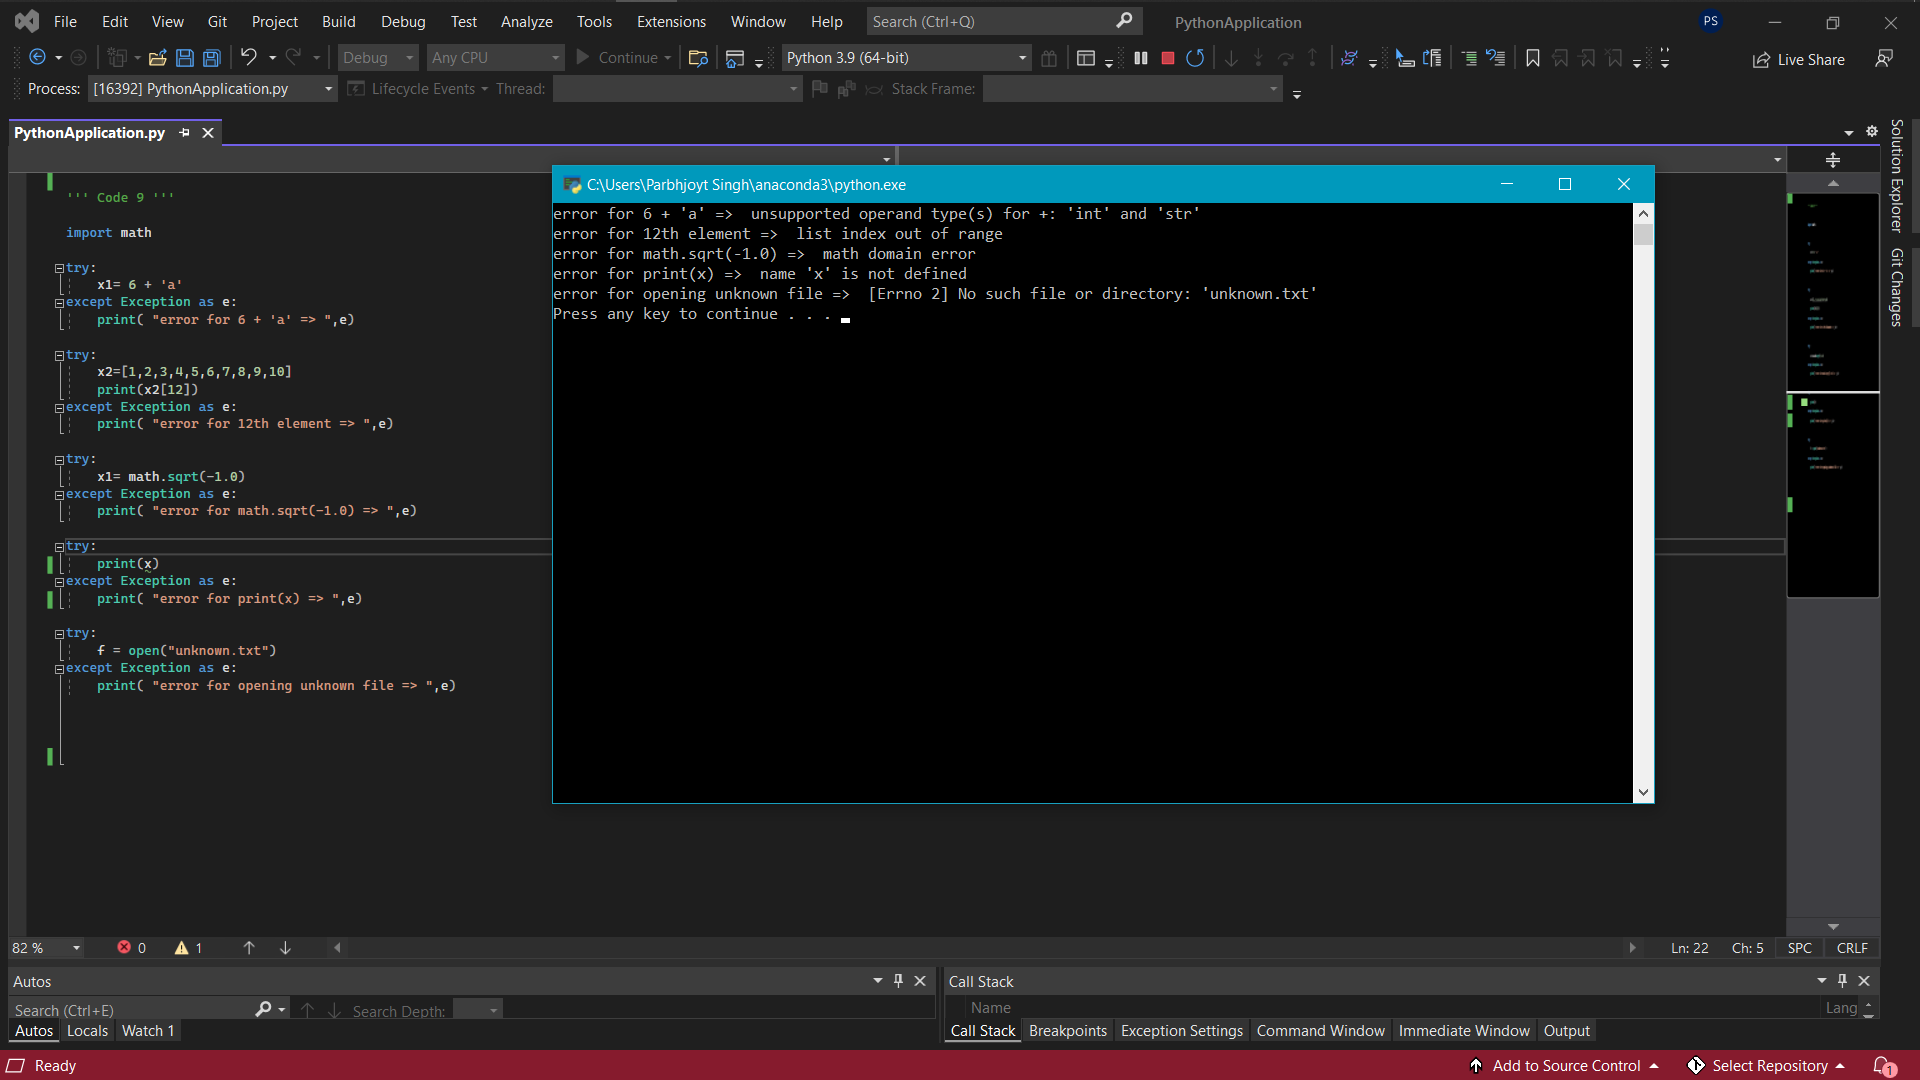 File Edit View Git Project Build Debug Test Analyze Tools Extensions Window Help Search (Ctrl+Q) PythonApplication PS
Debug Any CPU Continue Python 3.9 (64-bit) Live Share
Process: [16392] PythonApplication.py Lifecycle Events Thread: Stack Frame:
PythonApplication.py
Solution Explorer
Git Changes
''' Code 9 '''
import math
try:
x1= 6 + 'a'
except Exception as e:
print( "error for 6 + 'a' => ",e)
try:
x2=[1,2,3,4,5,6,7,8,9,10]
print(x2[12])
except Exception as e:
print( "error for 12th element => ",e)
try:
x1= math.sqrt(-1.0)
except Exception as e:
print( "error for math.sqrt(-1.0) => ",e)
try:
print(x)
except Exception as e:
print( "error for print(x) => ",e)
try:
f = open("unknown.txt")
except Exception as e:
print( "error for opening unknown file => ",e)
C:\Users\Parbhjoyt Singh\anaconda3\python.exe
error for 6 + 'a' =>  unsupported operand type(s) for +: 'int' and 'str'
error for 12th element =>  list index out of range
error for math.sqrt(-1.0) =>  math domain error
error for print(x) =>  name 'x' is not defined
error for opening unknown file =>  [Errno 2] No such file or directory: 'unknown.txt'
Press any key to continue . . .
82 % 0 1 Ln: 22 Ch: 5 SPC CRLF
Autos
Search (Ctrl+E) Search Depth:
Autos Locals Watch 1
Call Stack
Name Lang
Call Stack Breakpoints Exception Settings Command Window Immediate Window Output
Ready Add to Source Control Select Repository 1